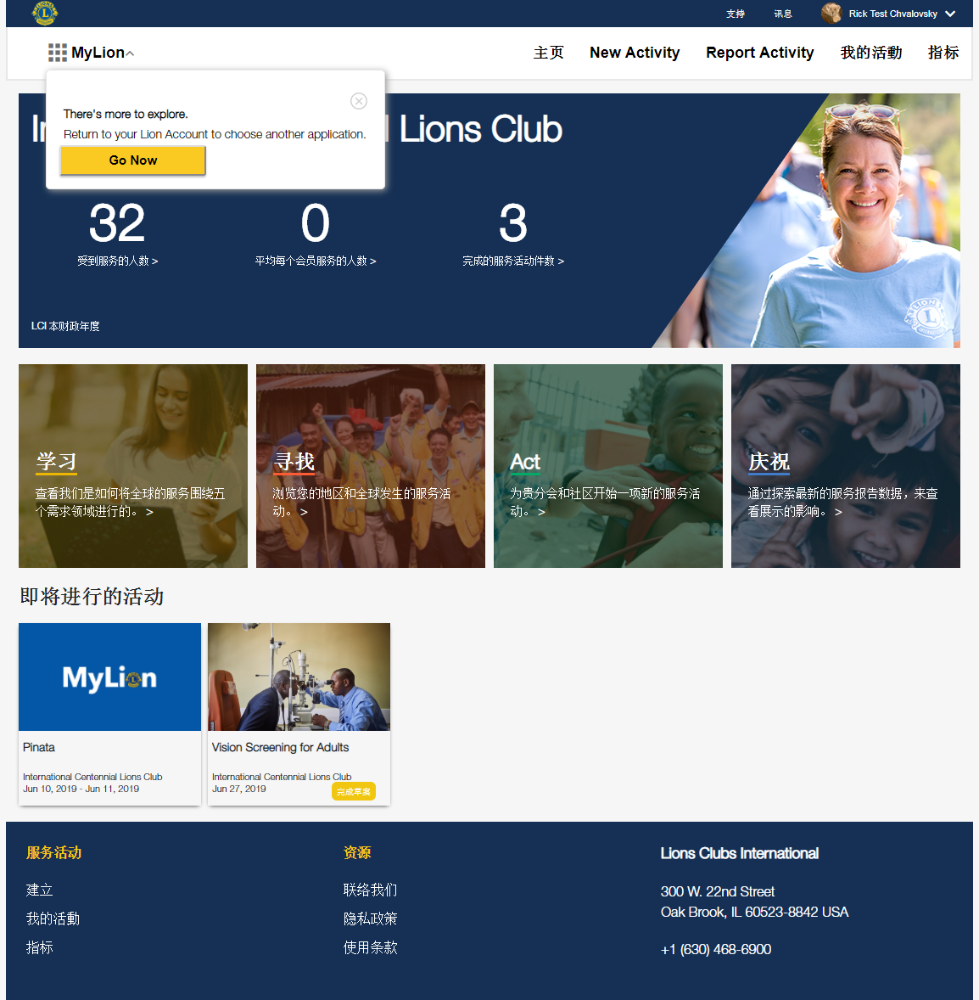 支持
讯息
Rick Test Chvalovsky
MyLion
主页
New Activity
Report Activity
我的活動
指标
There's more to explore.
Return to your Lion Account to choose another application.
Go Now
Lions Club
32
0
3
受到服务的人数 >
平均每个会员服务的人数 >
完成的服务活动件数 >
LCI 本财政年度
学习
查看我们是如何将全球的服务围绕五
个需求领域进行的。 >
寻找
浏览您的地区和全球发生的服务活
动。 >
Act
为贵分会和社区开始一项新的服务活
动。 >
庆祝
通过探索最新的服务报告数据，来查
看展示的影响。 >
即将进行的活动
MyLion
Pinata
International Centennial Lions Club
Jun 10, 2019 - Jun 11, 2019
Vision Screening for Adults
International Centennial Lions Club
Jun 27, 2019
完成草案
服务活动
建立
我的活動
指标
资源
联络我们
隐私政策
使用条款
Lions Clubs International
300 W. 22nd Street
Oak Brook, IL 60523-8842 USA
+1 (630) 468-6900